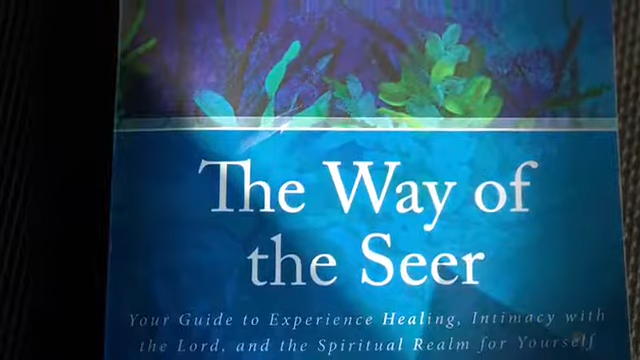 The Way of
the Seer
Your Guide to Experience Healing, Intimacy with
the Lord, and the Spiritual Realm for Yourself